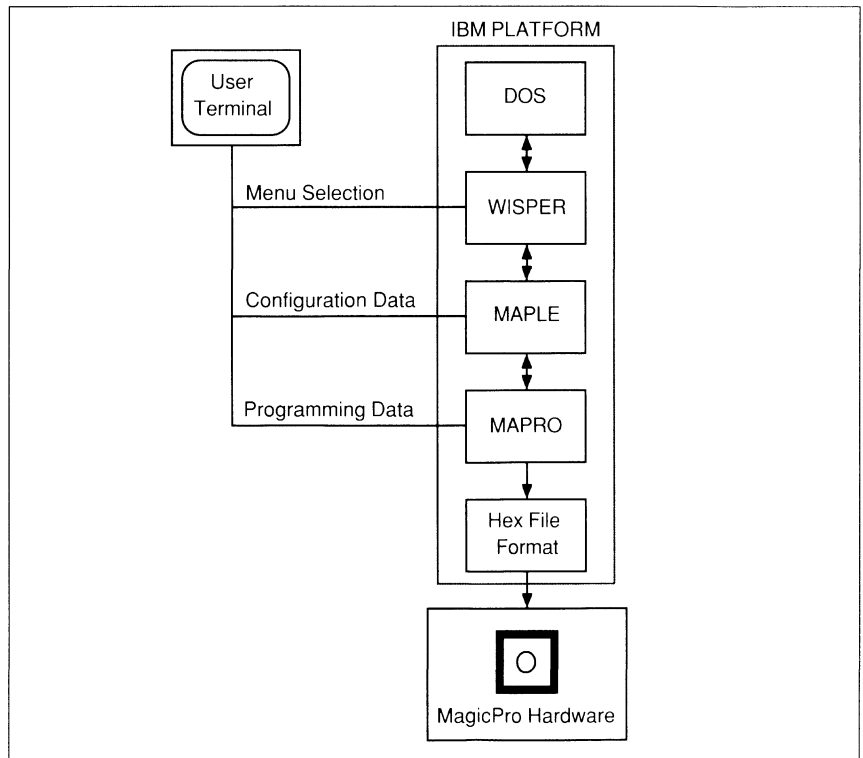 IBM PLATFORM
User
Terminal
DOS
Menu Selection
WISPER
Configuration Data
MAPLE
Programming Data
MAPRO
Hex File
Format
MagicPro Hardware